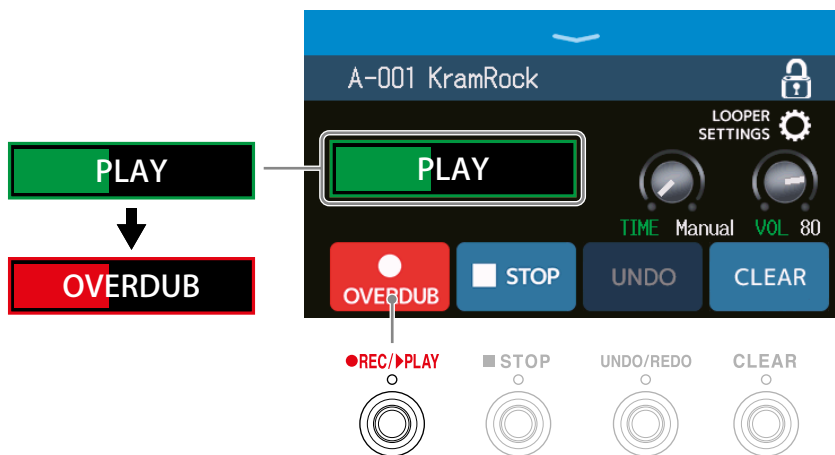 A-001 KramRock
LOOPER
SETTINGS
PLAY
PLAY
TIME Manual VOL 80
OVERDUB
OVERDUB
STOP
UNDO
CLEAR
●REC/▶PLAY
■STOP
UNDO/REDO
CLEAR